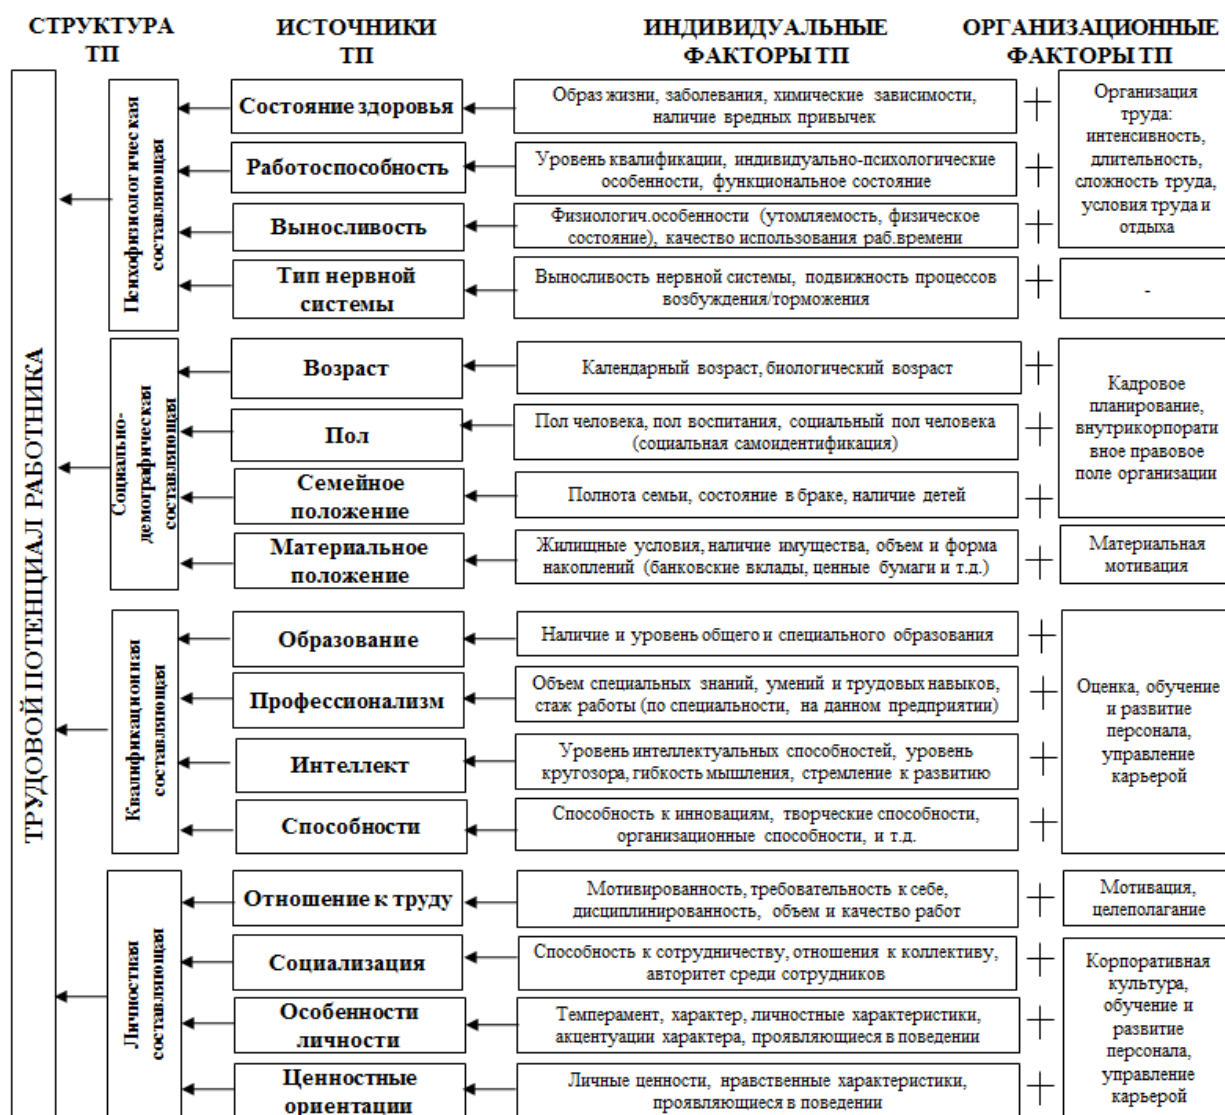 СТРУКТУРА
ТП
ИСТОЧНИКИ
ТП
ИНДИВИДУАЛЬНЫЕ
ФАКТОРЫ ТП
ОРГАНИЗАЦИОННЫЕ
ФАКТОРЫ ТП
ТРУДОВОЙ ПОТЕНЦИАЛ РАБОТНИКА
Психофизиологическая
составляющая
Состояние здоровья
Образ жизни, заболевания, химические зависимости,
наличие вредных привычек
+
Организация
труда:
интенсивность,
длительность,
сложность труда,
условия труда и
отдыха
Работоспособность
Уровень квалификации, индивидуально-психологические
особенности, функциональное состояние
+
Выносливость
Физиологич.особенности (утомляемость, физическое
состояние), качество использования раб.времени
+
Тип нервной
системы
Выносливость нервной системы, подвижность процессов
возбуждения/торможения
+
-
Социально-
демографическая
составляющая
Возраст
Календарный возраст, биологический возраст
+
Кадровое
планирование,
внутрикорпорати
вное правовое
поле организации
Пол
Пол человека, пол воспитания, социальный пол человека
(социальная самоидентификация)
+
Семейное
положение
Полнота семьи, состояние в браке, наличие детей
+
Материальное
положение
Жилищные условия, наличие имущества, объем и форма
накоплений (банковские вклады, ценные бумаги и т.д.)
+
Материальная
мотивация
Квалификационная
составляющая
Образование
Наличие и уровень общего и специального образования
+
Оценка, обучение
и развитие
персонала,
управление
карьерой
Профессионализм
Объем специальных знаний, умений и трудовых навыков,
стаж работы (по специальности, на данном предприятии)
+
Интеллект
Уровень интеллектуальных способностей, уровень
кругозора, гибкость мышления, стремление к развитию
+
Способности
Способность к инновациям, творческие способности,
организационные способности, и т.д.
+
Личностная
составляющая
Отношение к труду
Мотивированность, требовательность к себе,
дисциплинированность, объем и качество работ
+
Мотивация,
целеполагание
Социализация
Способность к сотрудничеству, отношения к коллективу,
авторитет среди сотрудников
+
Корпоративная
культура,
обучение и
развитие
персонала,
управление
карьерой
Особенности
личности
Темперамент, характер, личностные характеристики,
акцентуации характера, проявляющиеся в поведении
+
Ценностные
ориентации
Личные ценности, нравственные характеристики,
проявляющиеся в поведении
+